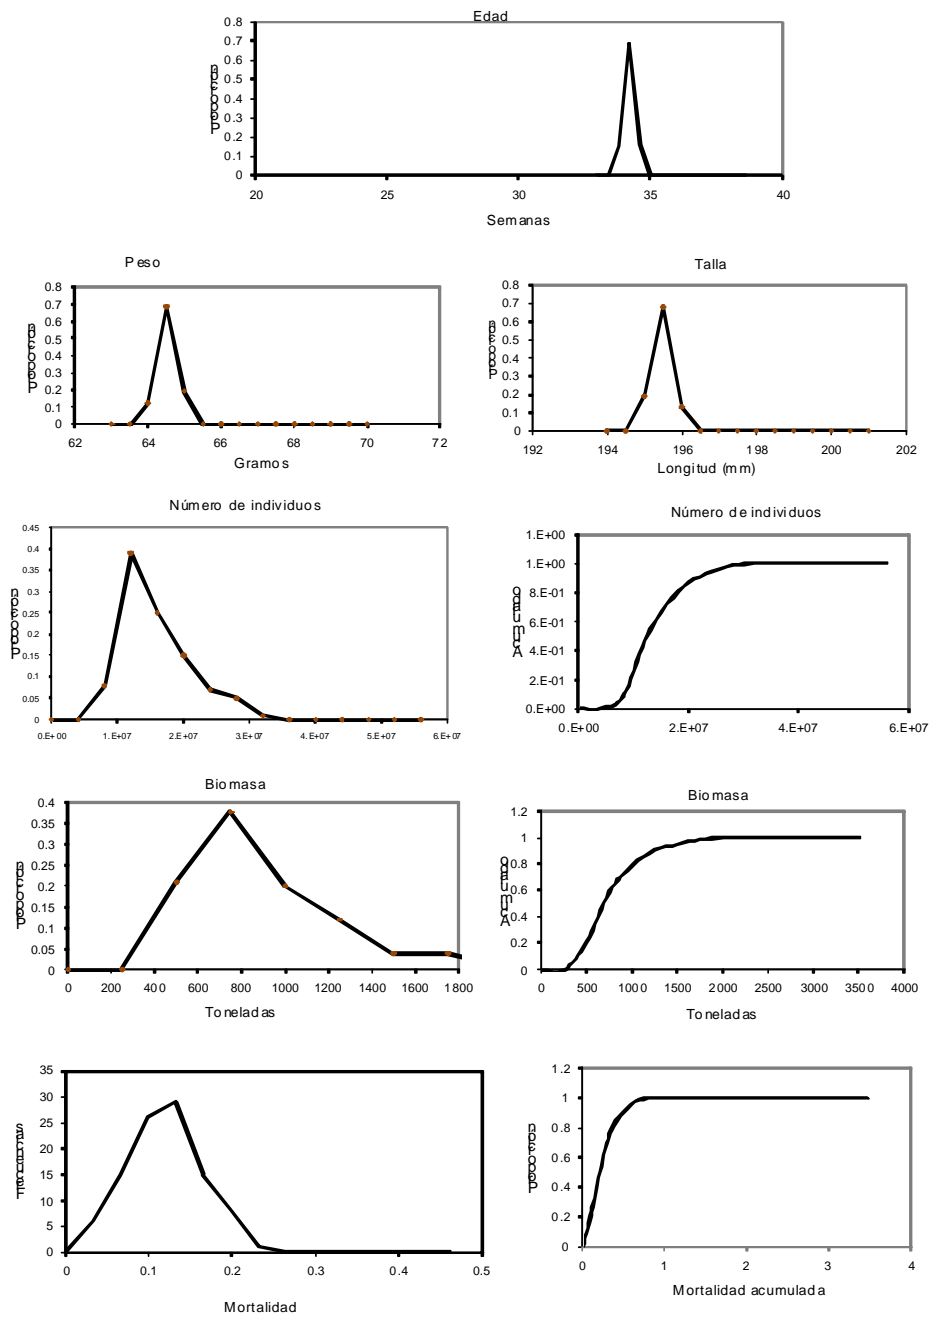 Edad
0.8
0.7
0.6
0.5
0.4
0.3
0.2
0.1
0
Proporción
20 25 30 35 40
Semanas
Peso
0.8
0.7
0.6
0.5
0.4
0.3
0.2
0.1
0
62 64 66 68 70 72
Gramos
Talla
0.8
0.7
0.6
0.5
0.4
0.3
0.2
0.1
0
192 194 196 198 200 202
Longitud (mm)
Número de individuos
0.45
0.4
0.35
0.3
0.25
0.2
0.15
0.1
0.05
0
0.E+00 1.E+07 2.E+07 3.E+07 4.E+07 5.E+07 6.E+07
Número de individuos
1.E+00
1.E+00
8.E-01
6.E-01
4.E-01
2.E-01
0.E+00
0.E+00 2.E+07 4.E+07 6.E+07
Biomasa
0.4
0.35
0.3
0.25
0.2
0.15
0.1
0.05
0
0 200 400 600 800 1000 1200 1400 1600 1800
Toneladas
Biomasa
1.2
1
0.8
0.6
0.4
0.2
0
0 500 1000 1500 2000 2500 3000 3500 4000
Toneladas
35
30
25
20
15
10
5
0
0 0.1 0.2 0.3 0.4 0.5
Mortalidad
1.2
1
0.8
0.6
0.4
0.2
0
0 1 2 3 4
Mortalidad acumulada